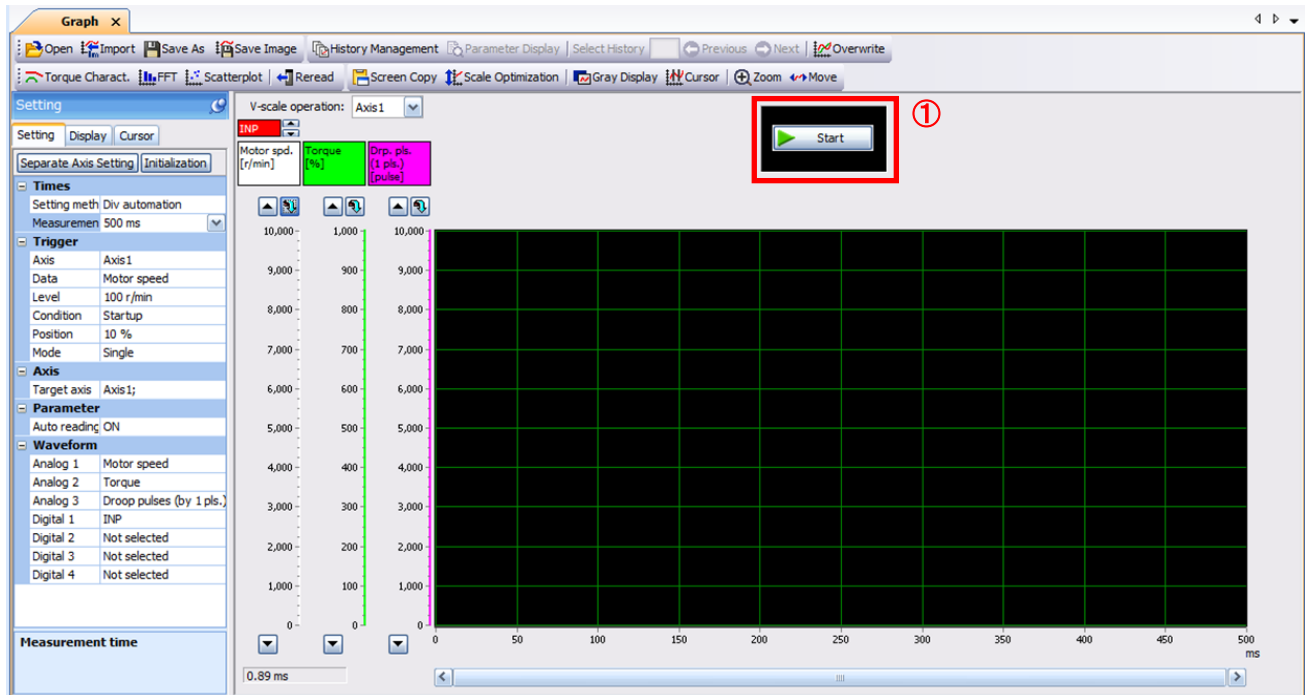 Graph
Open Import Save As Save Image History Management Parameter Display Select History Previous Next Overwrite
Torque Charact. FFT Scatterplot Reread Screen Copy Scale Optimization Gray Display Cursor Zoom Move
Setting
Setting Display Cursor
Separate Axis Setting Initialization
Times
Setting meth Div automation
Measuremen 500 ms
Trigger
Axis Axis1
Data Motor speed
Level 100 r/min
Condition Startup
Position 10 %
Mode Single
Axis
Target axis Axis1;
Parameter
Auto reading ON
Waveform
Analog 1 Motor speed
Analog 2 Torque
Analog 3 Droop pulses (by 1 pls.)
Digital 1 INP
Digital 2 Not selected
Digital 3 Not selected
Digital 4 Not selected
Measurement time
V-scale operation: Axis1
INP
Motor spd. Torque Drp. pls.
[r/min] [%] (1 pls.)
[pulse]
Start
①
10,000 1,000 10,000
9,000 900 9,000
8,000 800 8,000
7,000 700 7,000
6,000 600 6,000
5,000 500 5,000
4,000 400 4,000
3,000 300 3,000
2,000 200 2,000
1,000 100 1,000
0 0 0
0 50 100 150 200 250 300 350 400 450 500
ms
0.89 ms